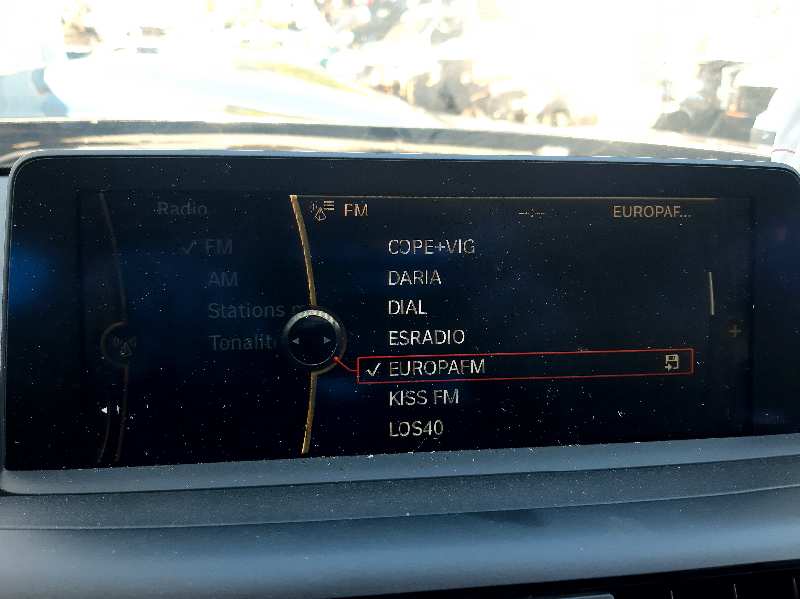 Radio
FM
AM
Stations
Tonalit
FM
--:--
EUROPAF...
COPE+VIG
DARIA
DIAL
ESRADIO
EUROPAFM
KISS FM
LOS40